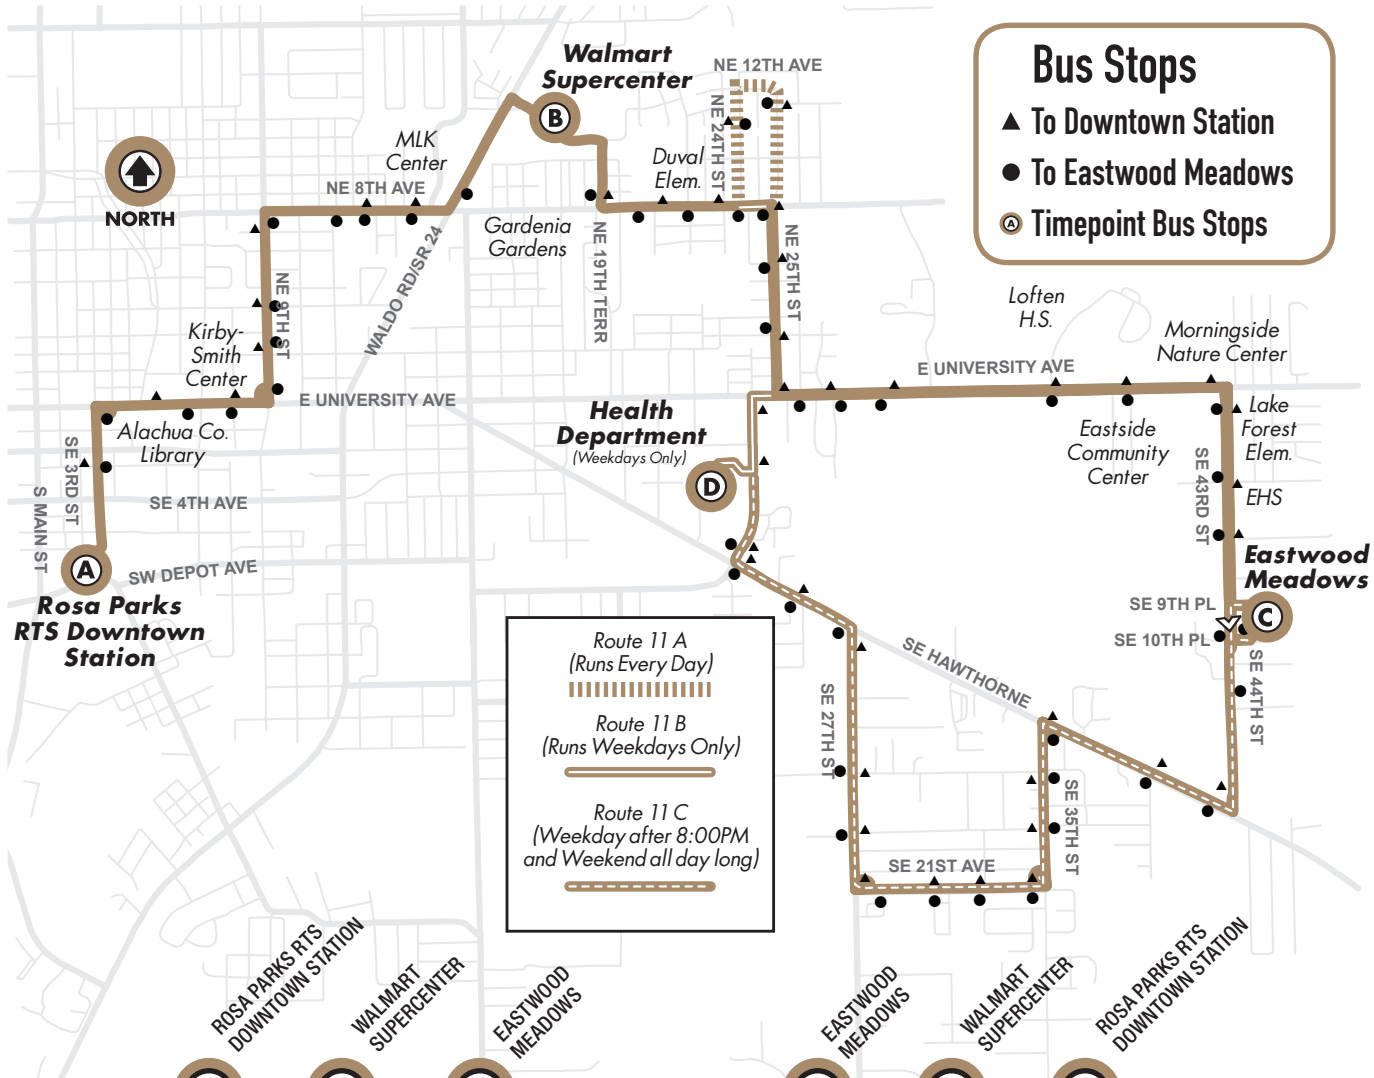 Walmart
Supercenter
B
NE 12TH AVE
NE 24TH ST
Bus Stops
To Downtown Station
To Eastwood Meadows
A
Timepoint Bus Stops
NORTH
MLK
Center
NE 8TH AVE
Duval
Elem.
Gardenia
Gardens
NE 19TH TERR
NE 25TH ST
WALDO RD/SR 24
NE 9TH ST
Kirby-
Smith
Center
Loften
H.S.
Morningside
Nature Center
E UNIVERSITY AVE
E UNIVERSITY AVE
Alachua Co.
Library
Health
Department
(Weekdays Only)
D
Eastside
Community
Center
Lake
Forest
Elem.
EHS
SE 43RD ST
SE 3RD ST
S MAIN ST
SE 4TH AVE
SW DEPOT AVE
A
Rosa Parks
RTS Downtown
Station
Eastwood
Meadows
C
SE 9TH PL
SE 10TH PL
SE 44TH ST
SE HAWTHORNE
SE 27TH ST
SE 35TH ST
SE 21ST AVE
Route 11 A
(Runs Every Day)
Route 11 B
(Runs Weekdays Only)
Route 11 C
(Weekday after 8:00PM
and Weekend all day long)
ROSA PARKS RTS
DOWNTOWN STATION
WALMART
SUPERCENTER
EASTWOOD
MEADOWS
EASTWOOD
MEADOWS
WALMART
SUPERCENTER
ROSA PARKS RTS
DOWNTOWN STATION